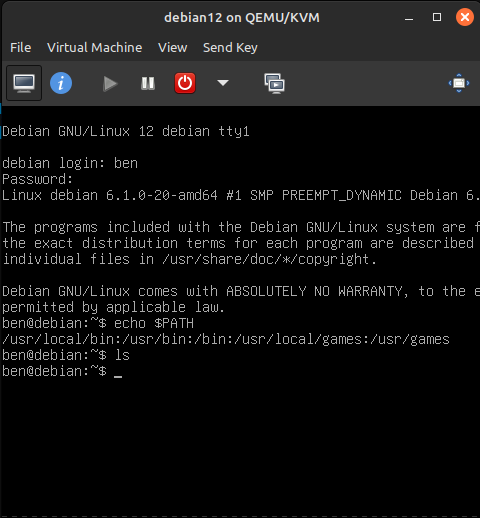 debian12 on QEMU/KVM
File Virtual Machine View Send Key
Debian GNU/Linux 12 debian tty1
debian login: ben
Password:
Linux debian 6.1.0-20-amd64 #1 SMP PREEMPT_DYNAMIC Debian 6.
The programs included with the Debian GNU/Linux system are f
the exact distribution terms for each program are described
individual files in /usr/share/doc/*/copyright.
Debian GNU/Linux comes with ABSOLUTELY NO WARRANTY, to the e
permitted by applicable law.
ben@debian:~$ echo $PATH
/usr/local/bin:/usr/bin:/bin:/usr/local/games:/usr/games
ben@debian:~$ ls
ben@debian:~$ _